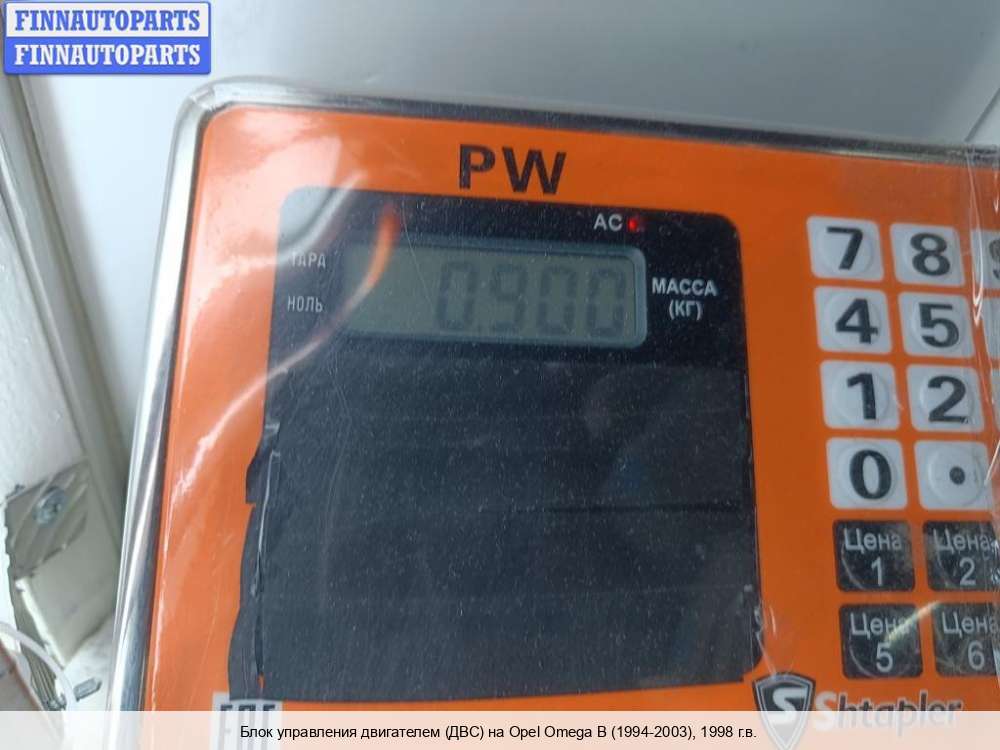 FINNAUTOPARTS
FINNAUTOPARTS
PW
AC
ТАРА
НОЛЬ
0.900
МАССА
(КГ)
7 8
4 5
1 2
0 .
Цена 1
Цена 2
Цена 5
Цена 6
Shtapler
EAC
Блок управления двигателем (ДВС) на Opel Omega B (1994-2003), 1998 г.в.